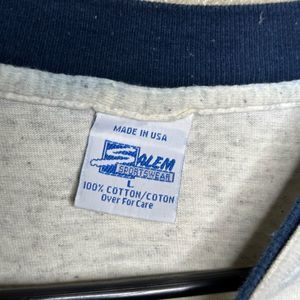 MADE IN USA
SALEM
SPORTSWEAR
L
100% COTTON/COTON
Over For Care